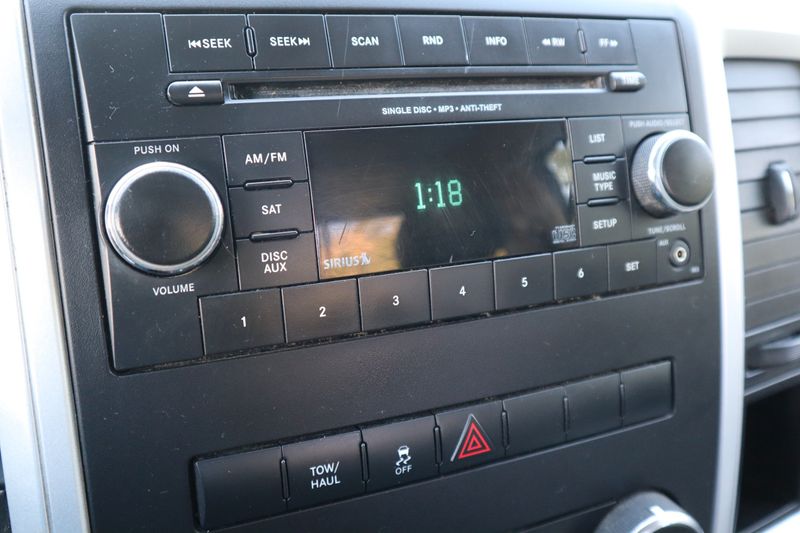 SEEK
SEEK
SCAN
RND
INFO
RW
FF
SINGLE DISC • MP3 • ANTI-THEFT
PUSH ON
VOLUME
AM/FM
SAT
DISC
AUX
1:18
SIRIUS
LIST
MUSIC
TYPE
SETUP
PUSH AUDIO/SELECT
TUNE/SCROLL
AUX
1
2
3
4
5
6
SET
TOW/
HAUL
OFF